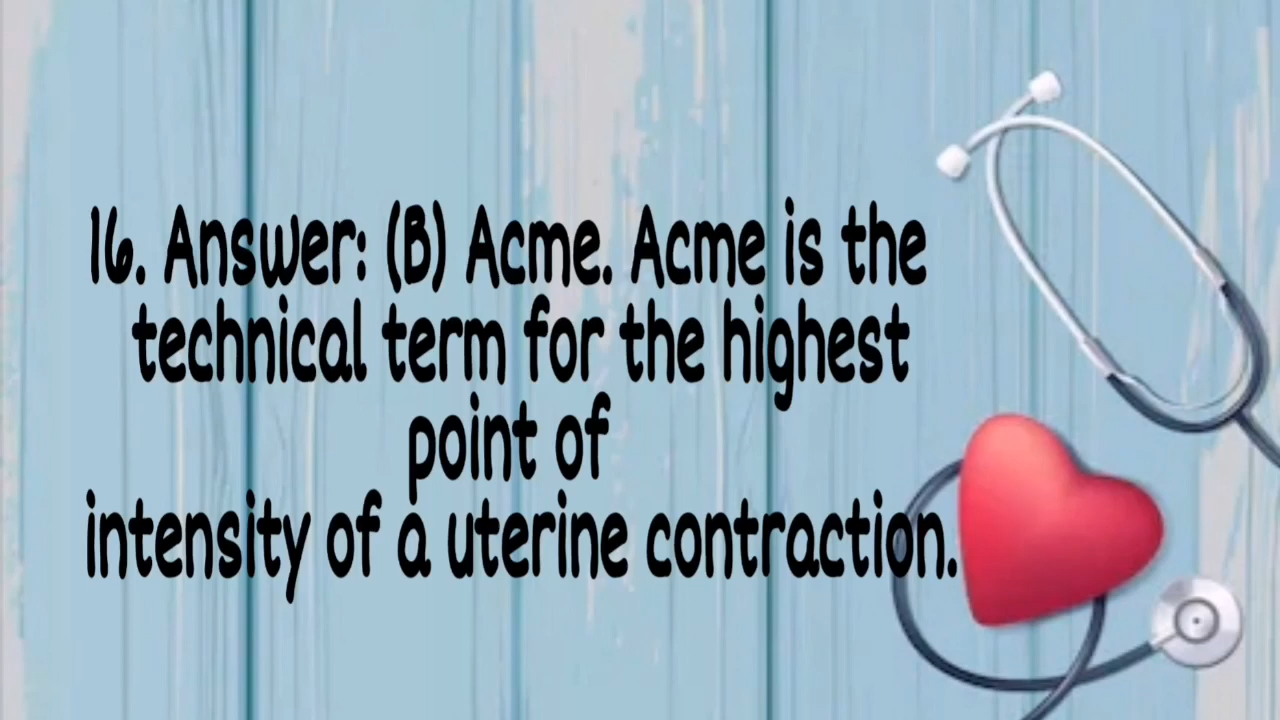 16. Answer: (B) Acme. Acme is the
technical term for the highest
point of
intensity of a uterine contraction.